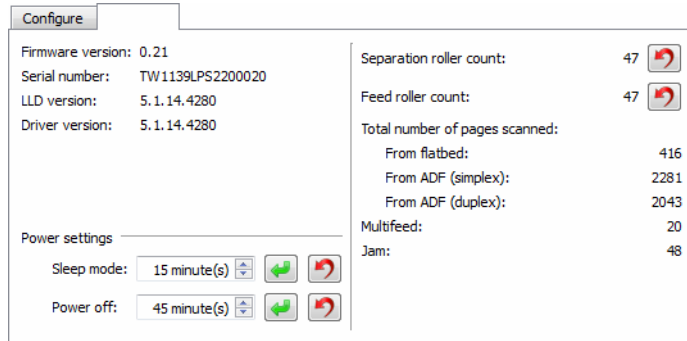 Configure
Firmware version: 0.21
Serial number: TW1139LPS2200020
LLD version: 5.1.14.4280
Driver version: 5.1.14.4280
Power settings
Sleep mode: 15 minute(s)
Power off: 45 minute(s)
Separation roller count: 47
Feed roller count: 47
Total number of pages scanned:
From flatbed: 416
From ADF (simplex): 2281
From ADF (duplex): 2043
Multifeed: 20
Jam: 48